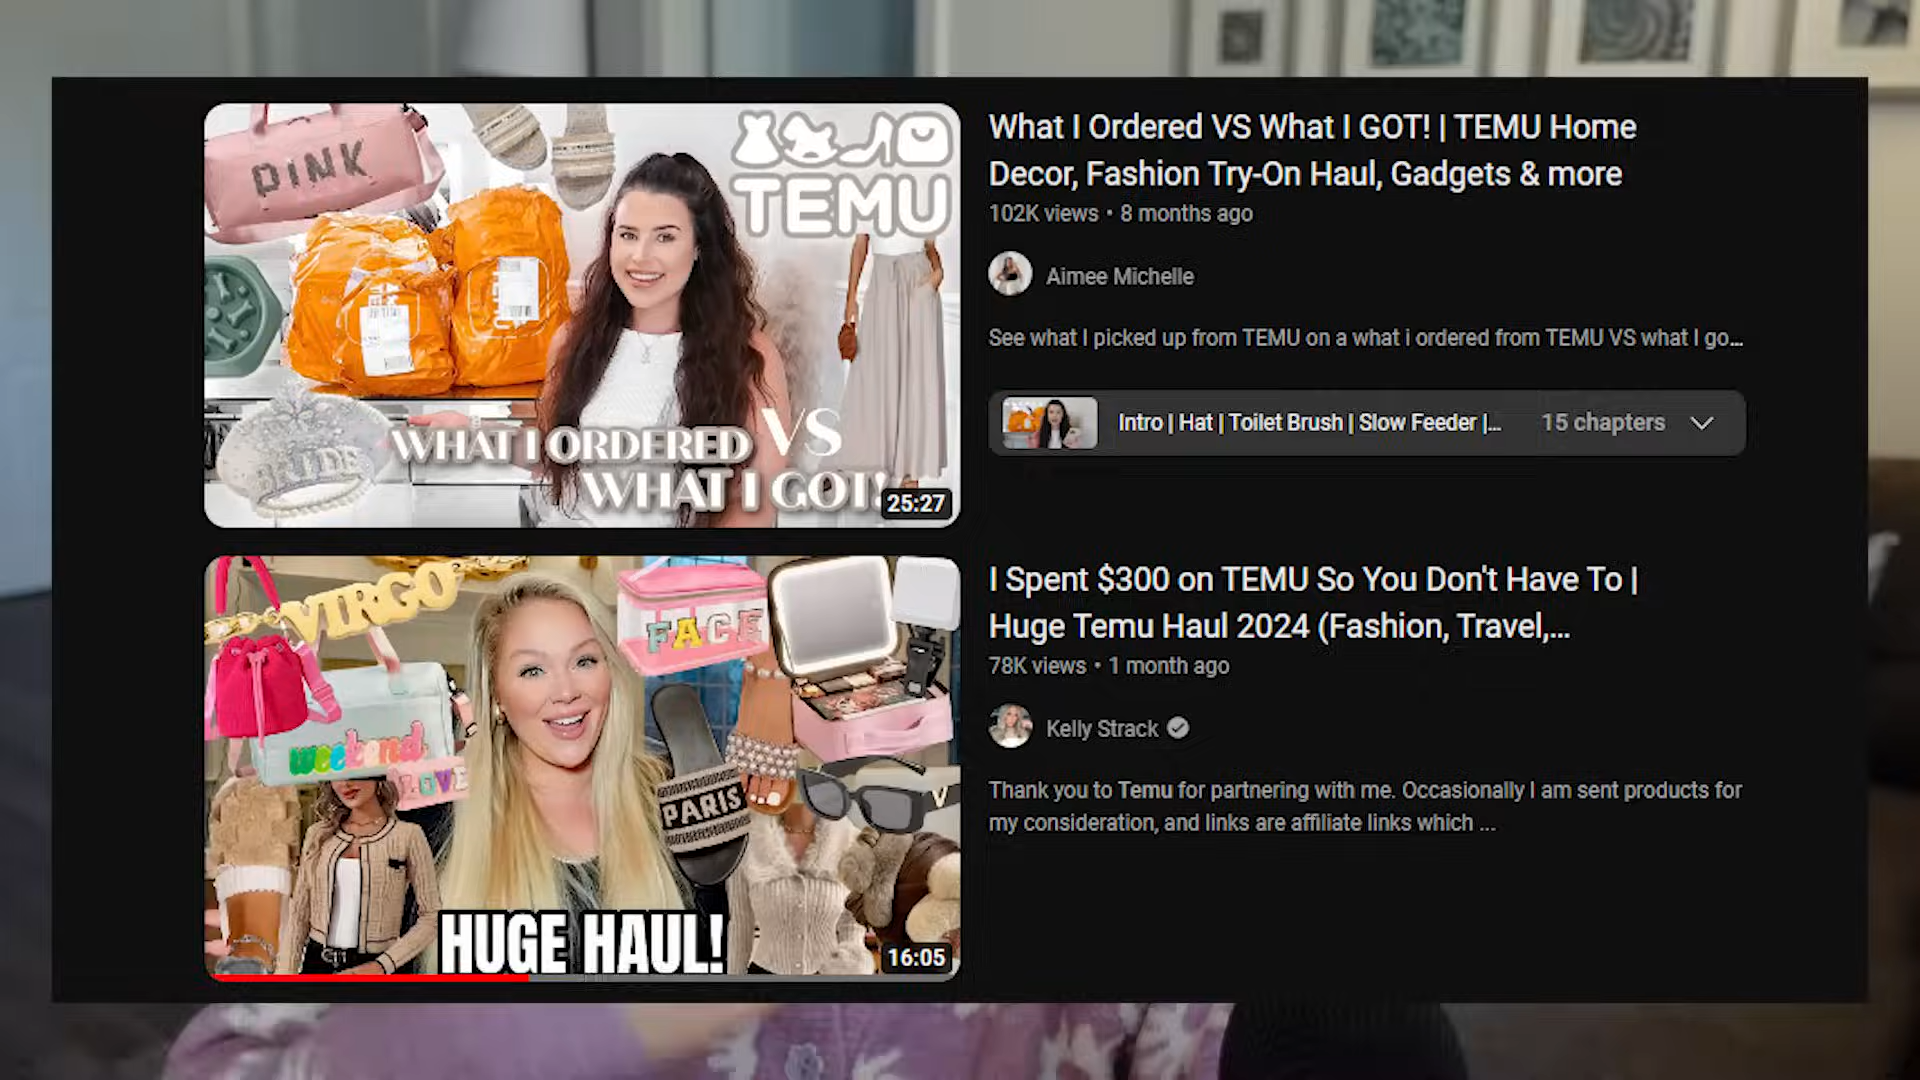 PINK
TEMU
BRIDE
WHAT I ORDERED VS
WHAT I GOT!
25:27
What I Ordered VS What I GOT! | TEMU Home
Decor, Fashion Try-On Haul, Gadgets & more
102K views • 8 months ago
Aimee Michelle
See what I picked up from TEMU on a what i ordered from TEMU VS what I go...
Intro | Hat | Toilet Brush | Slow Feeder |...
15 chapters
VIRGO
FACE
weekend
LOVE
PARIS
V
HUGE HAUL!
16:05
I Spent $300 on TEMU So You Don't Have To |
Huge Temu Haul 2024 (Fashion, Travel,...
78K views • 1 month ago
Kelly Strack
Thank you to Temu for partnering with me. Occasionally I am sent products for
my consideration, and links are affiliate links which ...